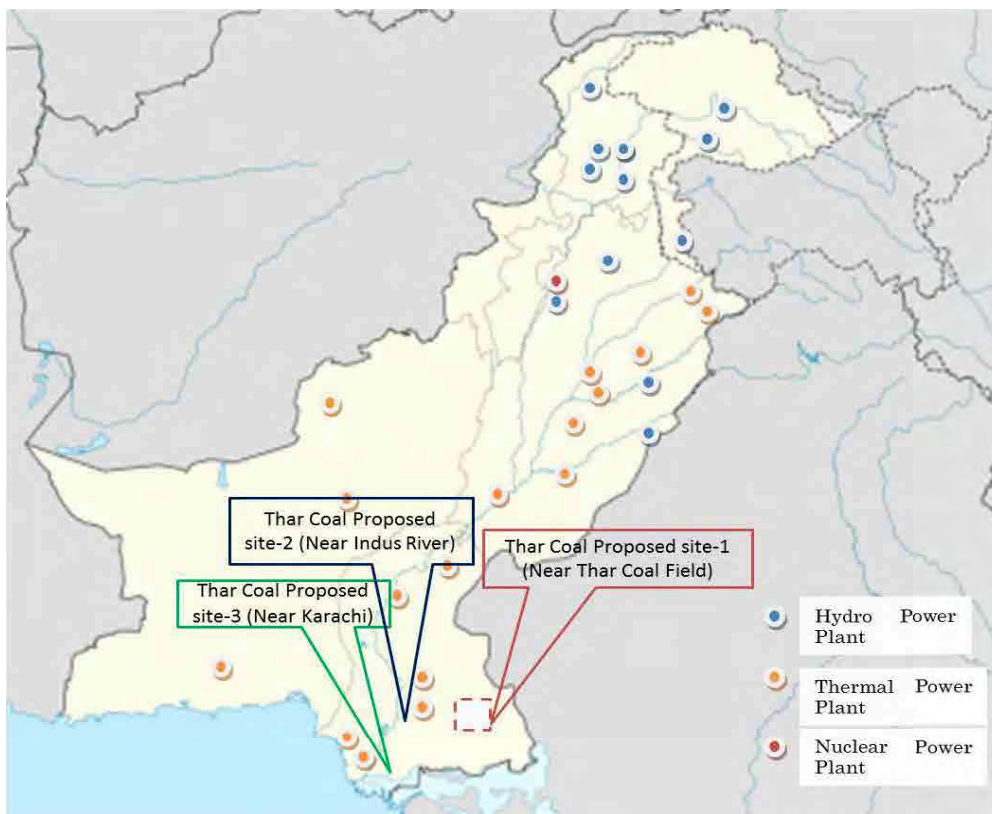 Thar Coal Proposed
site-2 (Near Indus River)
Thar Coal Proposed site-1
(Near Thar Coal Field)
Thar Coal Proposed
site-3 (Near Karachi)
Hydro Power
Plant
Thermal Power
Plant
Nuclear Power
Plant